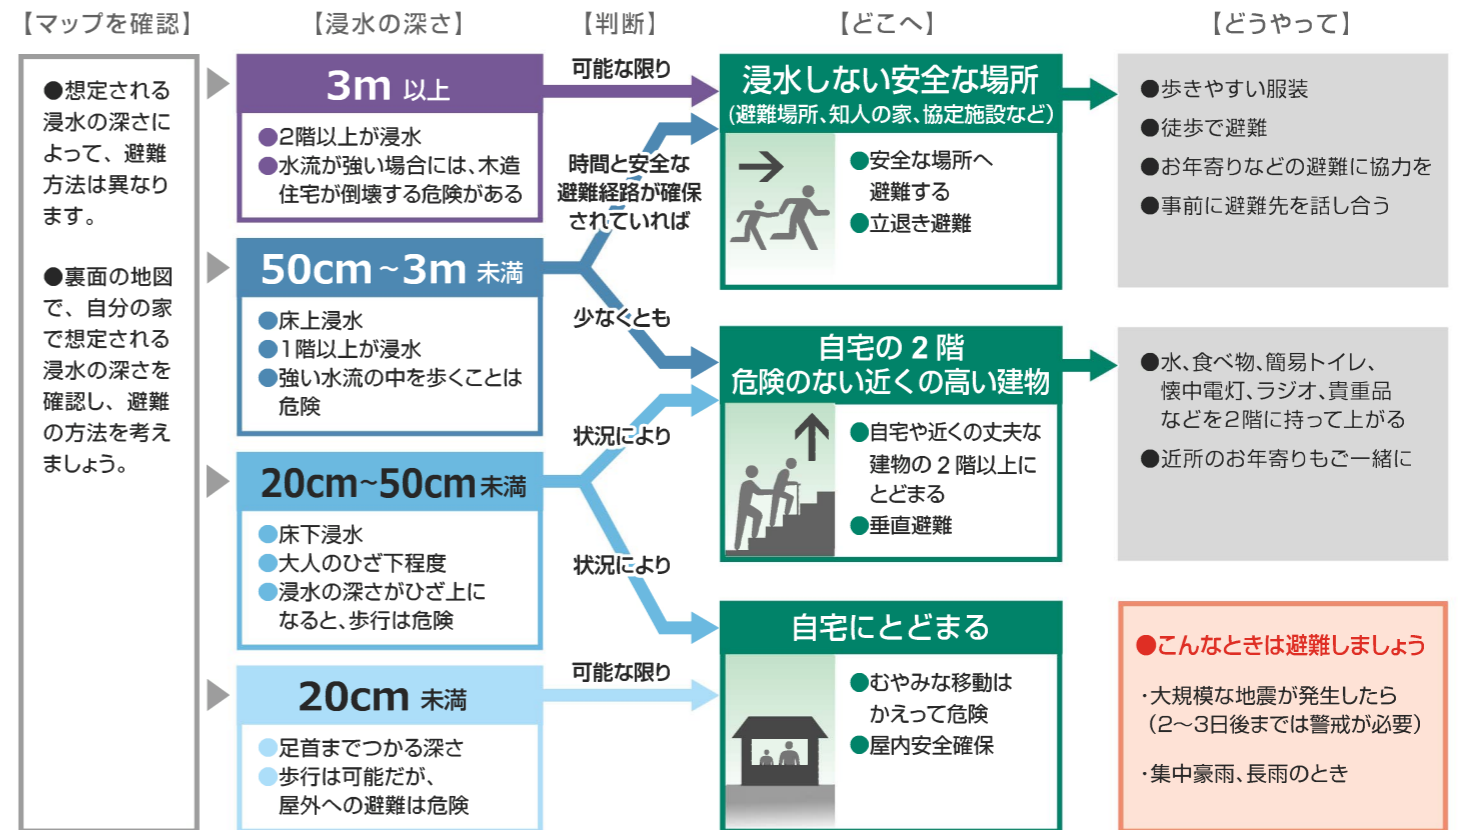 【マップを確認】
【浸水の深さ】
【判断】
【どこへ】
【どうやって】
●想定される
浸水の深さに
よって、避難
方法は異なり
ます。
●裏面の地図
で、自分の家
で想定される
浸水の深さを
確認し、避難
の方法を考え
ましょう。
3m 以上
●2階以上が浸水
●水流が強い場合には、木造
住宅が倒壊する危険がある
50cm~3m 未満
●床上浸水
●1階以上が浸水
●強い水流の中を歩くことは
危険
20cm~50cm未満
●床下浸水
●大人のひざ下程度
●浸水の深さがひざ上に
なると、歩行は危険
20cm 未満
●足首までつかる深さ
●歩行は可能だが、
屋外への避難は危険
可能な限り
時間と安全な
避難経路が確保
されていれば
少なくとも
状況により
状況により
可能な限り
浸水しない安全な場所
(避難場所、知人の家、協定施設など)
●安全な場所へ
避難する
●立退き避難
自宅の2階
危険のない近くの高い建物
●自宅や近くの丈夫な
建物の2階以上に
とどまる
●垂直避難
自宅にとどまる
●むやみな移動は
かえって危険
●屋内安全確保
●歩きやすい服装
●徒歩で避難
●お年寄りなどの避難に協力を
●事前に避難先を話し合う
●水、食べ物、簡易トイレ、
懐中電灯、ラジオ、貴重品
などを2階に持って上がる
●近所のお年寄りもご一緒に
●こんなときは避難しましょう
・大規模な地震が発生したら
(2～3日後までは警戒が必要)
・集中豪雨、長雨のとき